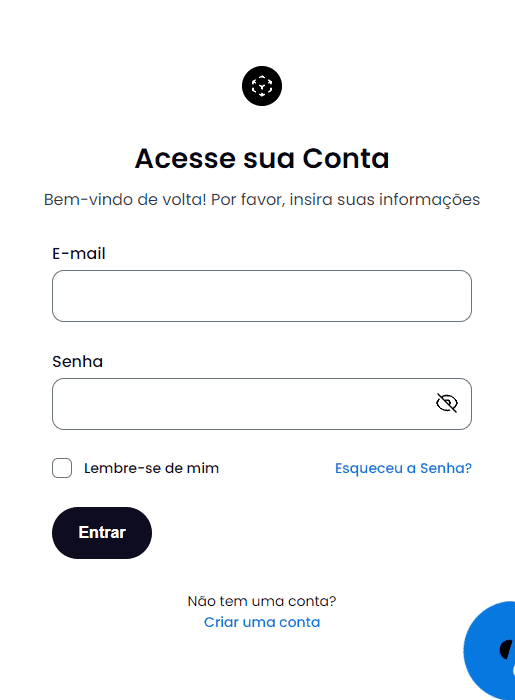 Acesse sua Conta
Bem-vindo de volta! Por favor, insira suas informações
E-mail
Senha
Lembre-se de mim
Esqueceu a Senha?
Entrar
Não tem uma conta?
Criar uma conta